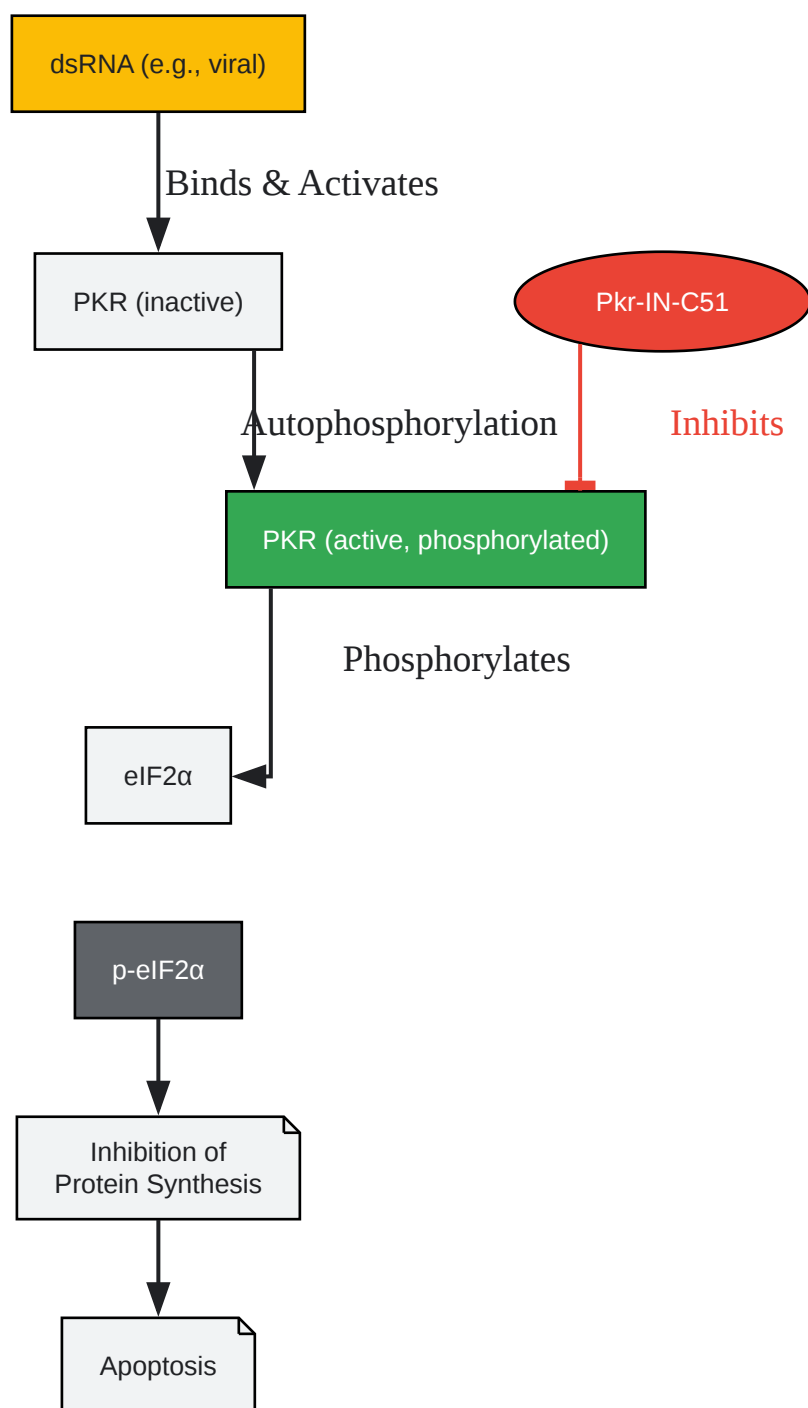 dsRNA (e.g., viral)
Binds & Activates
PKR (inactive)
Pkr-IN-C51
Autophosphorylation
Inhibits
PKR (active, phosphorylated)
Phosphorylates
eIF2α
p-eIF2α
Inhibition of
Protein Synthesis
Apoptosis